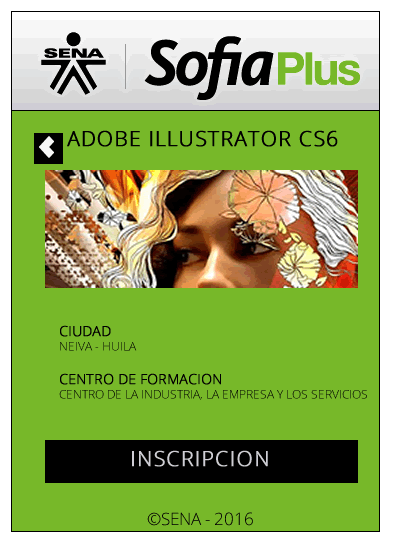 SENA
SofiaPlus
ADOBE ILLUSTRATOR CS6
CIUDAD
NEIVA - HUILA
CENTRO DE FORMACION
CENTRO DE LA INDUSTRIA, LA EMPRESA Y LOS SERVICIOS
INSCRIPCION
©SENA - 2016